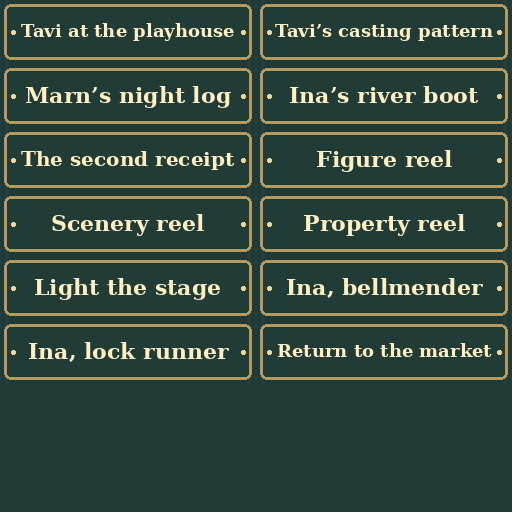 Tavi at the playhouse
Tavi’s casting pattern
Marn’s night log
Ina’s river boot
The second receipt
Figure reel
Scenery reel
Property reel
Light the stage
Ina, bellmender
Ina, lock runner
Return to the market